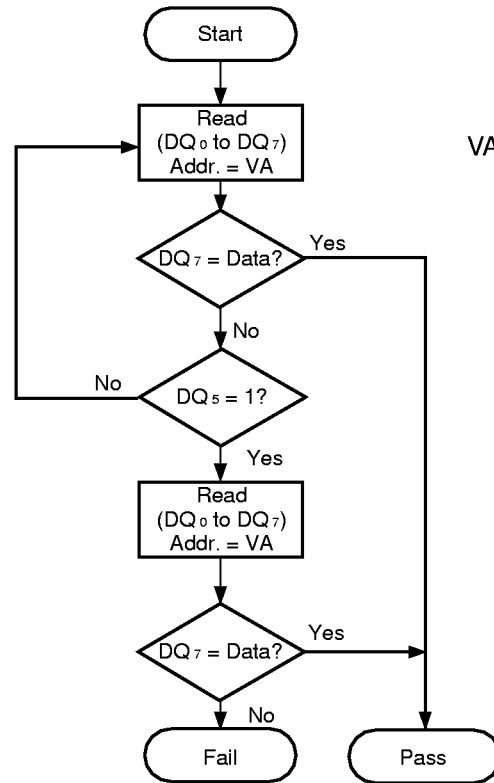 Start
Read
(DQ0 to DQ7)
Addr. = VA
VA
DQ7 = Data?
Yes
No
No
DQ5 = 1?
Yes
Read
(DQ0 to DQ7)
Addr. = VA
DQ7 = Data?
Yes
No
Fail
Pass